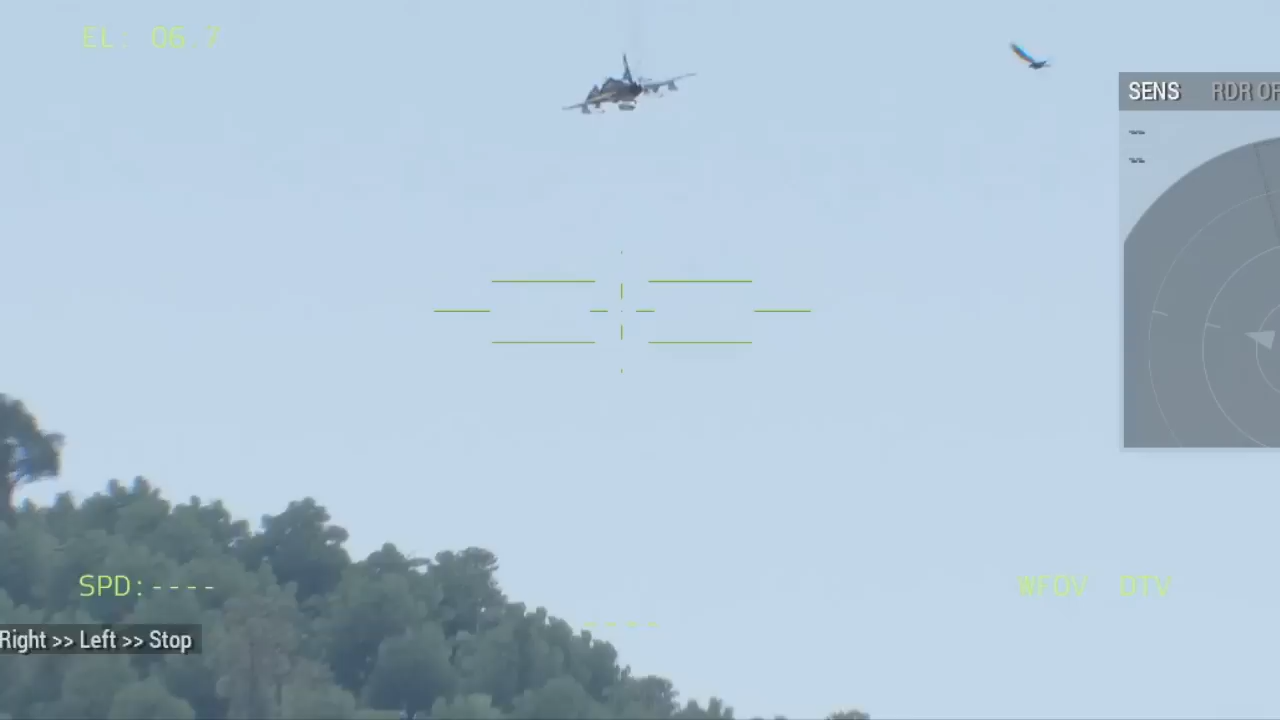 EL: 06.7
SENS RDR OF
SPD:----
WFOV DTV
----
Right >> Left >> Stop